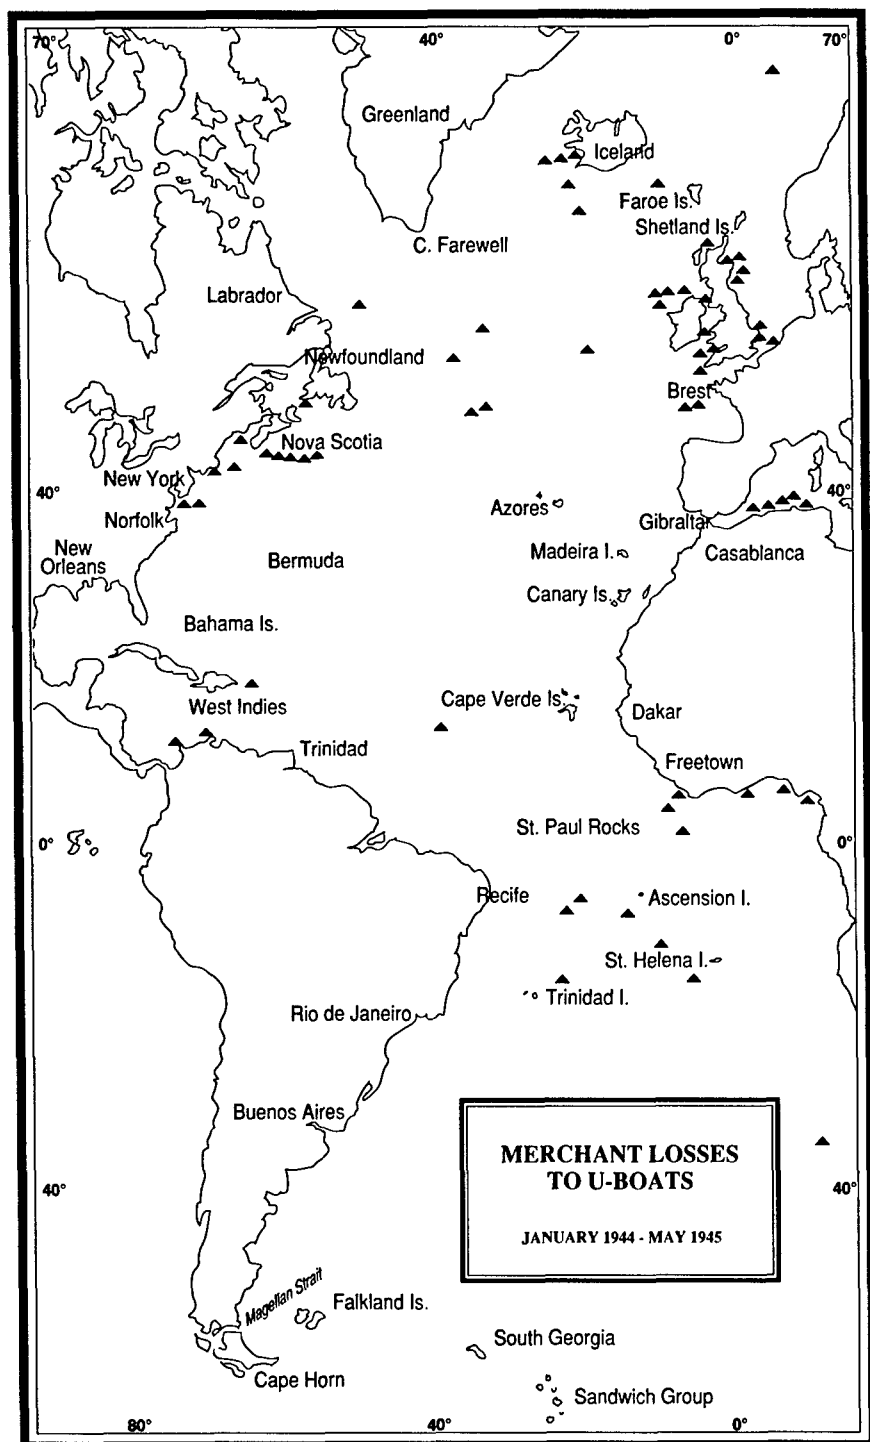 70°
40°
0°
70°
Greenland
Iceland
Faroe Is.
Shetland Is.
C. Farewell
Labrador
Newfoundland
Brest
Nova Scotia
New York
40°
40°
Azores
Norfolk
Gibraltar
New
Orleans
Bermuda
Madeira I.
Casablanca
Canary Is.
Bahama Is.
West Indies
Cape Verde Is.
Dakar
Trinidad
Freetown
St. Paul Rocks
0°
0°
Recife
Ascension I.
St. Helena I.
Trinidad I.
Rio de Janeiro
Buenos Aires
MERCHANT LOSSES
TO U-BOATS
JANUARY 1944 - MAY 1945
40°
40°
Magellan Strait
Falkland Is.
South Georgia
Cape Horn
Sandwich Group
80°
40°
0°